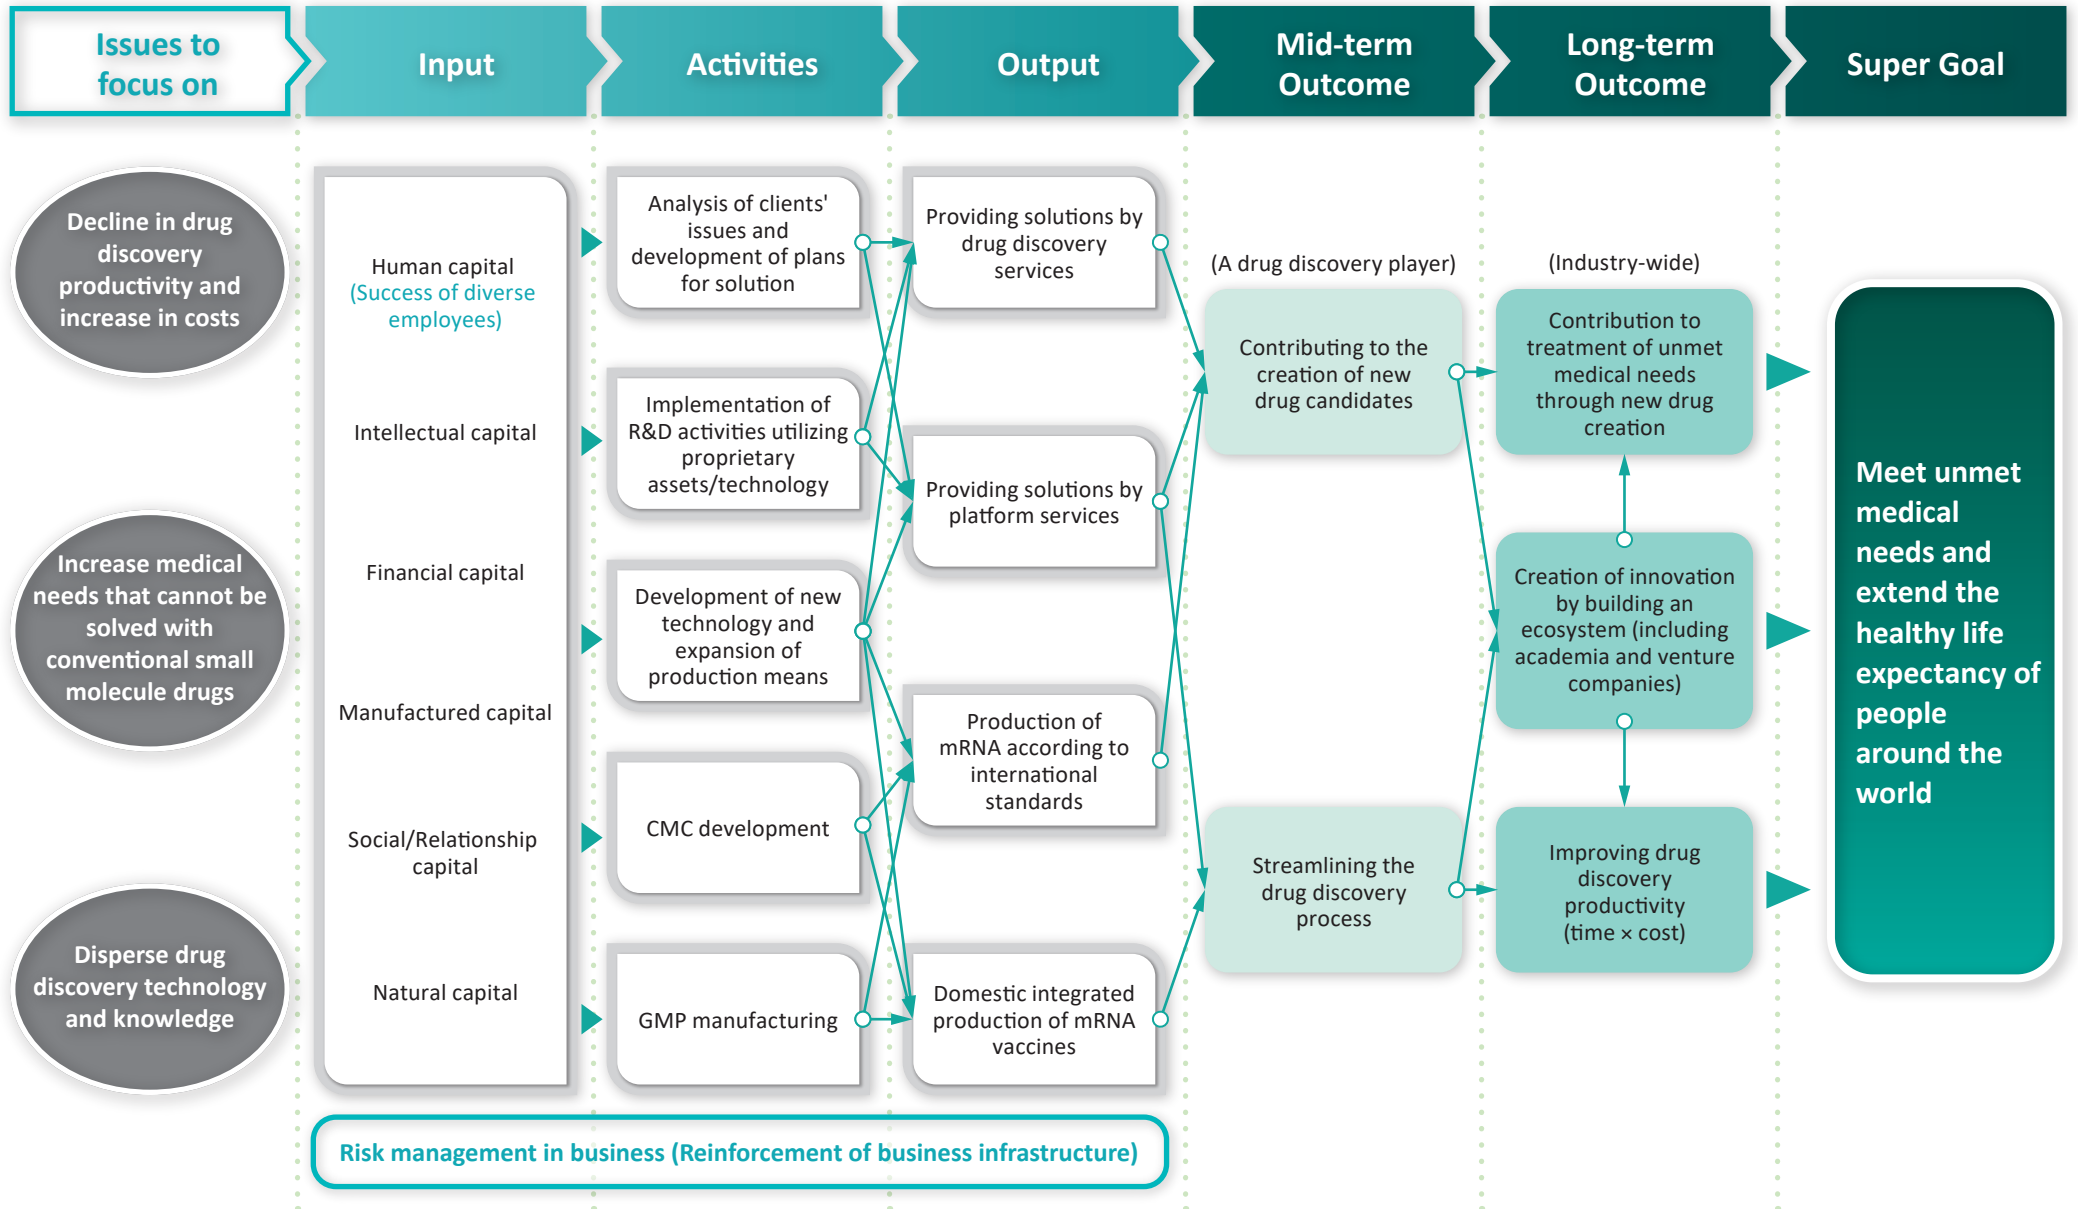 Issues to
focus on
Input
Activities
Output
Mid-term
Outcome
Long-term
Outcome
Super Goal
Decline in drug
discovery
productivity and
increase in costs
Increase medical
needs that cannot be
solved with
conventional small
molecule drugs
Disperse drug
discovery technology
and knowledge
Human capital
(Success of diverse
employees)
Intellectual capital
Financial capital
Manufactured capital
Social/Relationship
capital
Natural capital
Analysis of clients'
issues and
development of plans
for solution
Implementation of
R&D activities utilizing
proprietary
assets/technology
Development of new
technology and
expansion of
production means
CMC development
GMP manufacturing
Providing solutions by
drug discovery
services
Providing solutions by
platform services
Production of
mRNA according to
international
standards
Domestic integrated
production of mRNA
vaccines
(A drug discovery player)
Contributing to the
creation of new
drug candidates
Streamlining the
drug discovery
process
(Industry-wide)
Contribution to
treatment of unmet
medical needs
through new drug
creation
Creation of innovation
by building an
ecosystem (including
academia and venture
companies)
Improving drug
discovery
productivity
(time × cost)
Meet unmet
medical
needs and
extend the
healthy life
expectancy of
people
around the
world
Risk management in business (Reinforcement of business infrastructure)